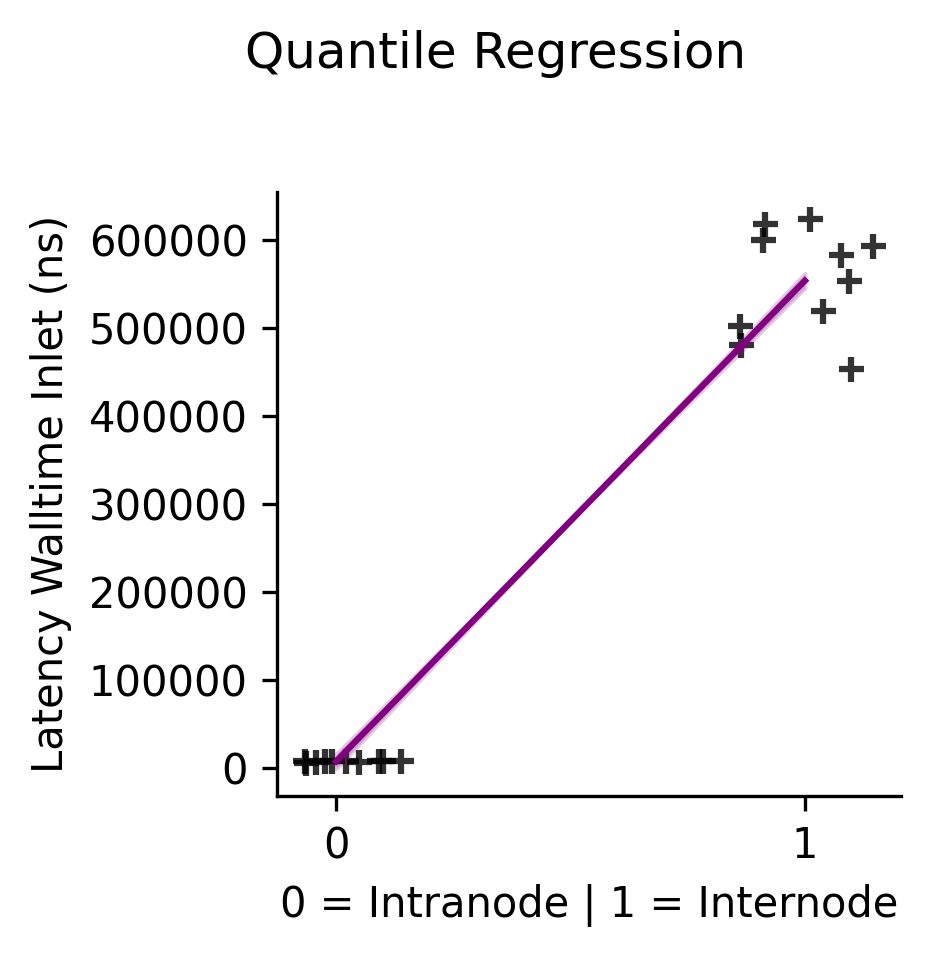 Quantile Regression
Latency Walltime Inlet (ns)
600000
500000
400000
300000
200000
100000
0
0 1
0 = Intranode | 1 = Internode